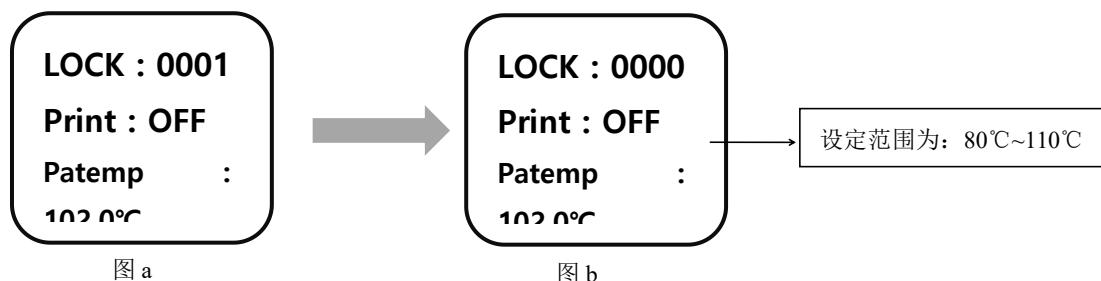 LOCK：0001
Print：OFF
Patemp :
LOCK：0000
Print：OFF
Patemp :
设定范围为：80℃~110℃
图 a
图 b